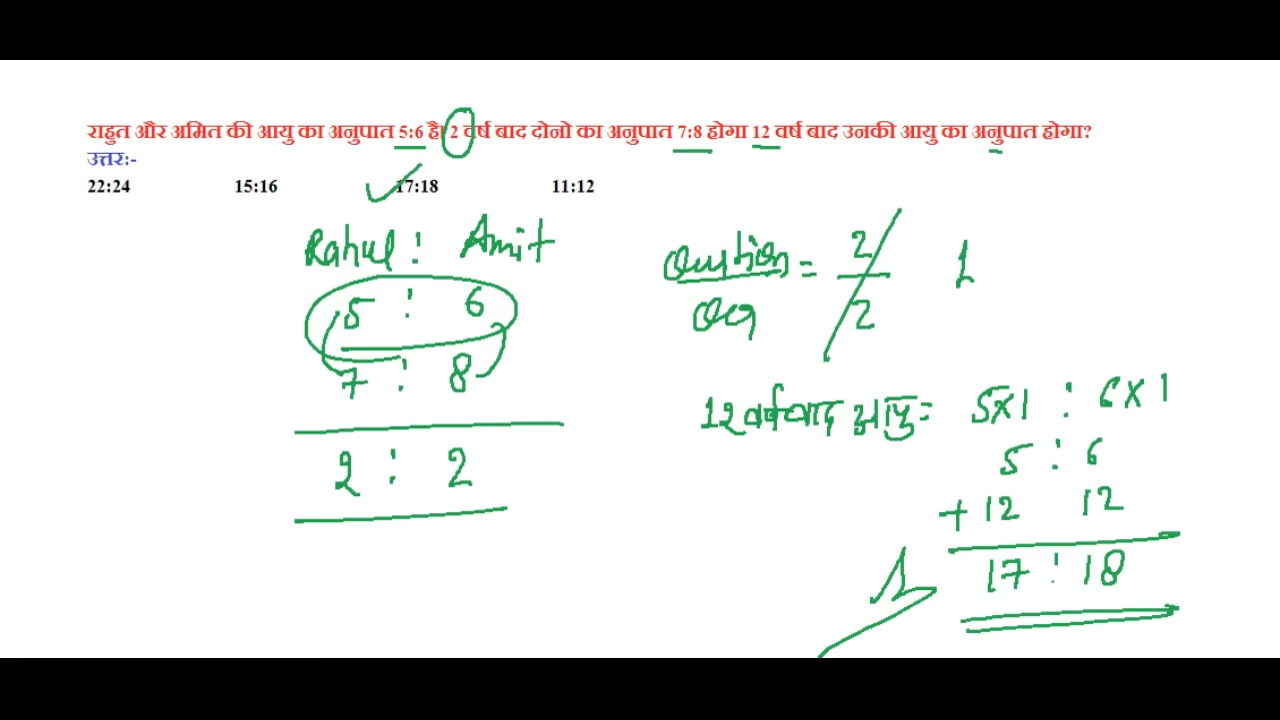 राहुत और अमित की आयु का अनुपात 5:6 है। 2 वर्ष बाद दोनो का अनुपात 7:8 होगा 12 वर्ष बाद उनकी आयु का अनुपात होगा?
उत्तर:-
22:24 15:16 17:18 11:12
Rahul : Amit
5 : 6
7 : 8
2 : 2
Question = 2/2 1
12 वर्ष बाद आयु = 5×1 : 6×1
5 : 6
+ 12 12
17 : 18